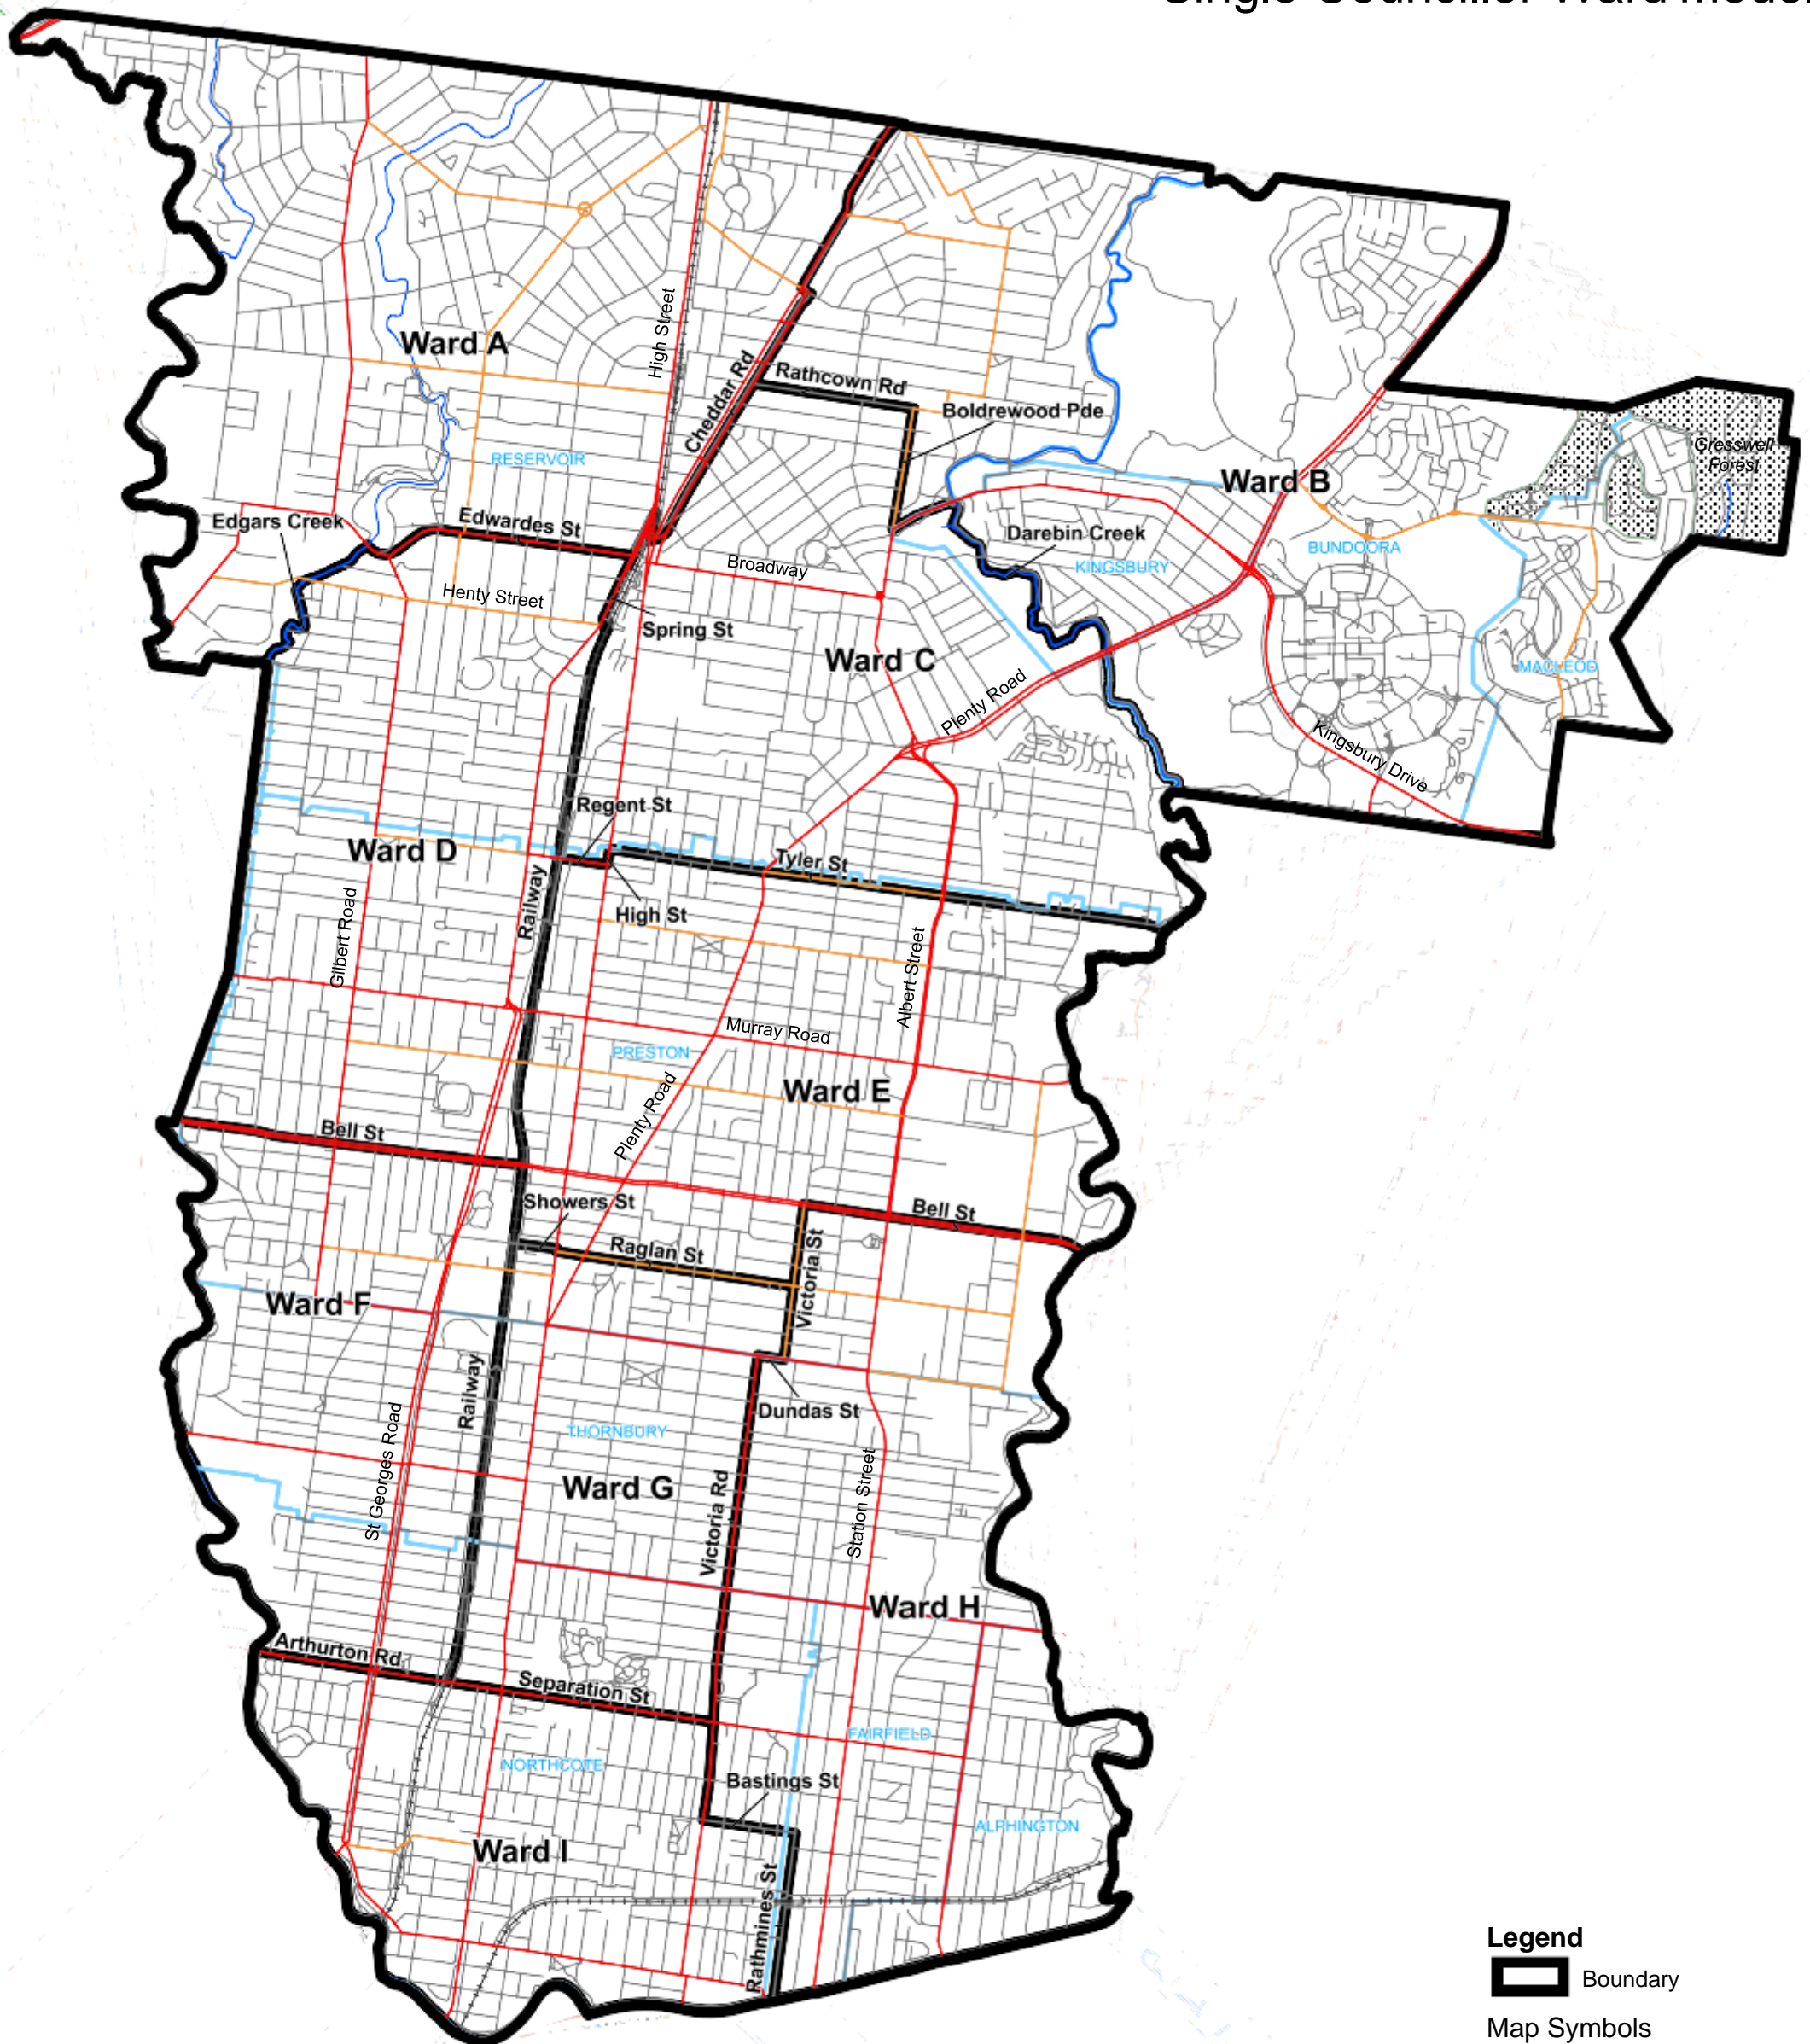 Single Councillor Ward Model
High Street
Ward A
Cheddar Rd
Rathcown Rd
Boldrewood Pde
RESERVOIR
Gresswell
Forest
Ward B
Edgars Creek
Edwardes St
Darebin Creek
BUNDOORA
Broadway
KINGSBURY
Henty Street
Spring St
Ward C
MACLEOD
Plenty Road
Kingsbury Drive
Regent St
Ward D
Tyler St
Railway
High St
Gilbert Road
Albert Street
Murray Road
PRESTON
Ward E
Plenty Road
Bell St
Showers St
Bell St
Raglan St
Victoria St
Ward F
Railway
Dundas St
THORNBURY
St Georges Road
Ward G
Victoria Rd
Station Street
Ward H
Arthurton Rd
Separation St
FAIRFIELD
NORTHCOTE
Bastings St
ALPHINGTON
Ward I
Rathmines St
Legend
Boundary
Map Symbols